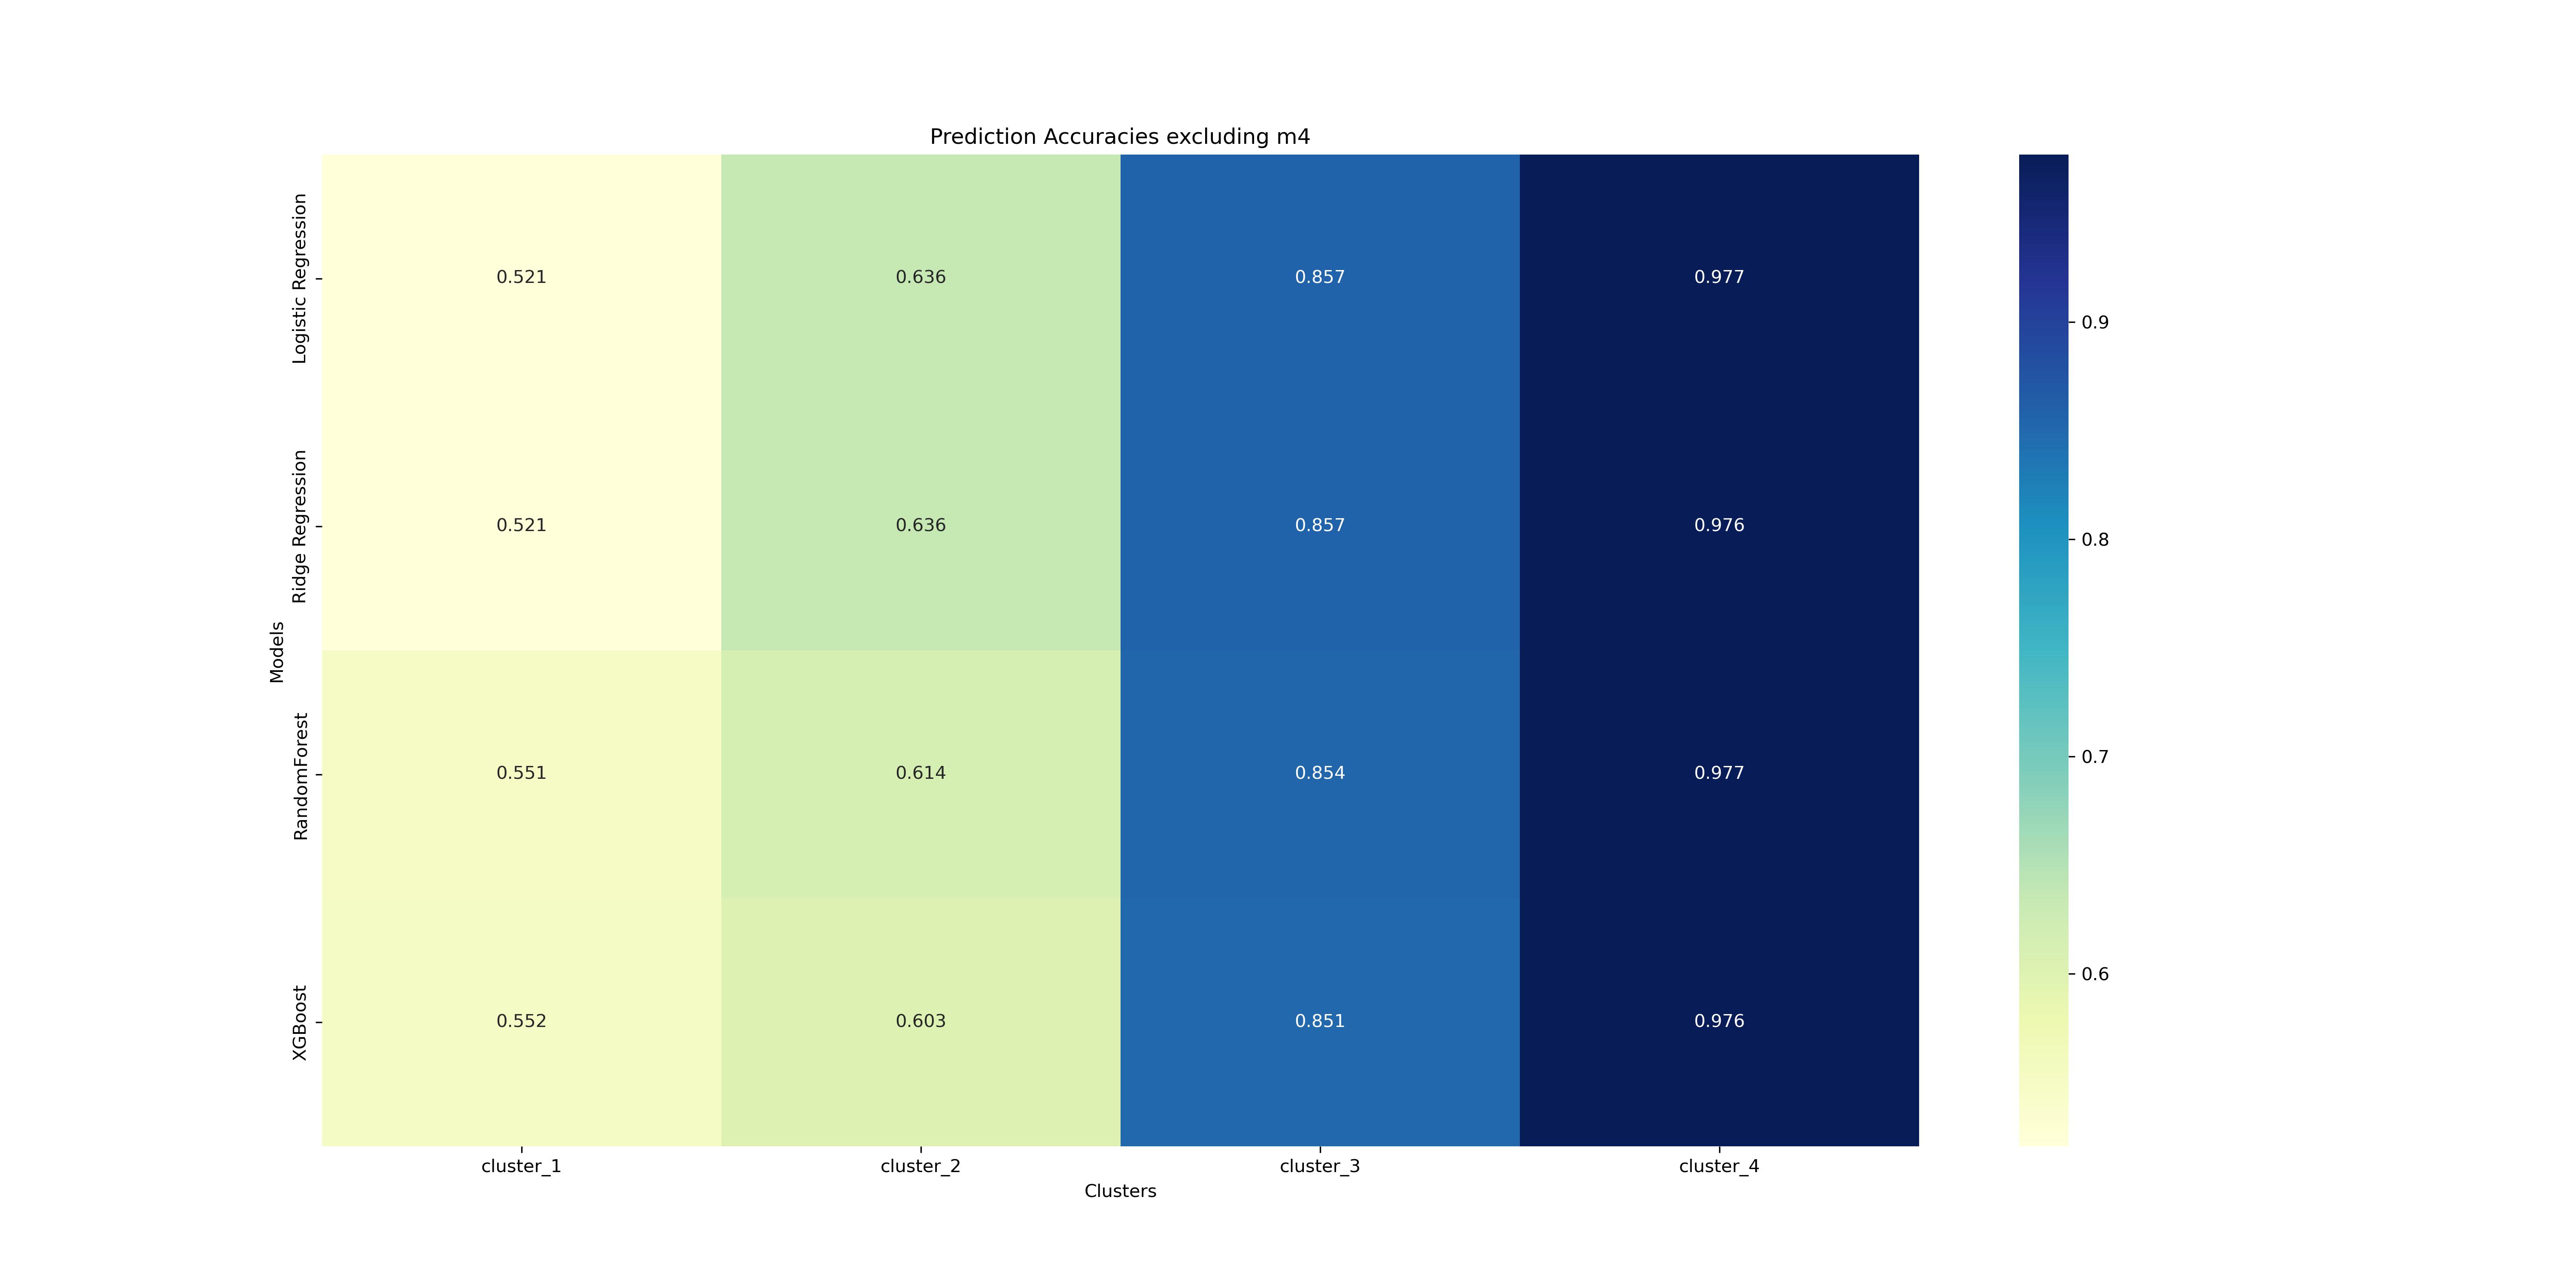 Prediction Accuracies excluding m4
Models
Logistic Regression
0.521 0.636 0.857 0.977
Ridge Regression
0.521 0.636 0.857 0.976
RandomForest
0.551 0.614 0.854 0.977
XGBoost
0.552 0.603 0.851 0.976
cluster_1 cluster_2 cluster_3 cluster_4
Clusters
0.9
0.8
0.7
0.6